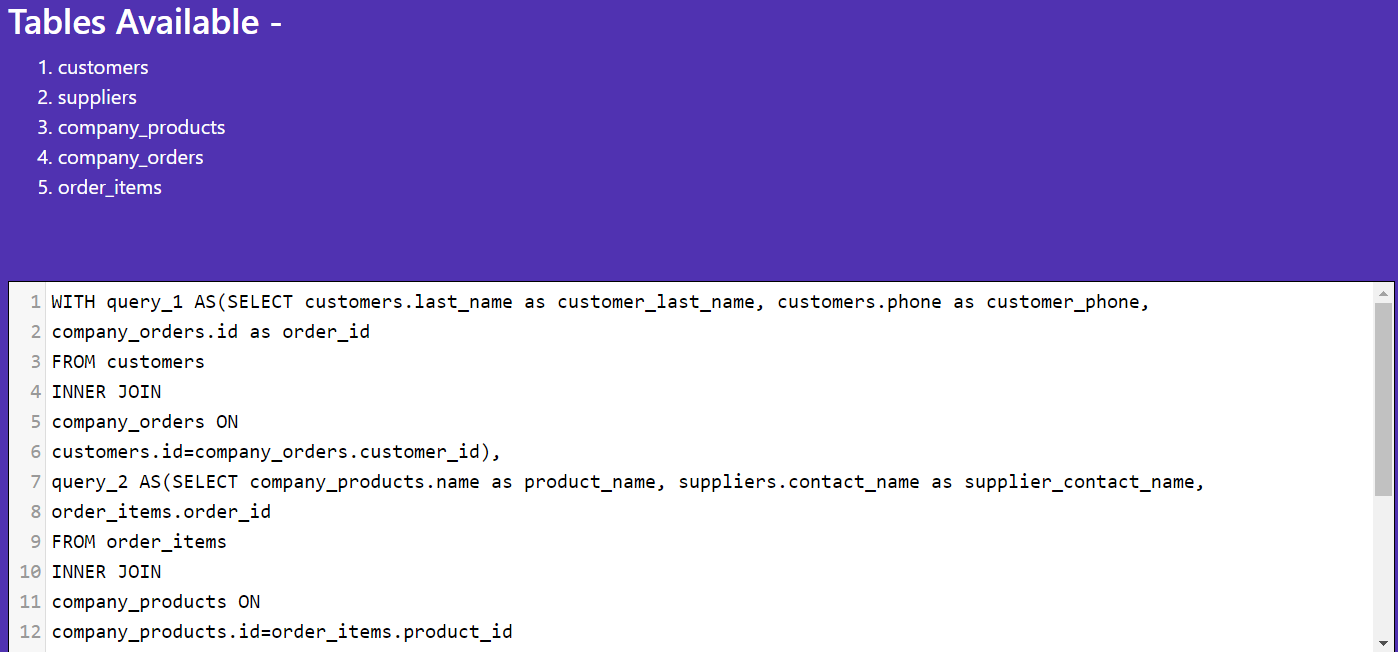 Tables Available -
1. customers
2. suppliers
3. company_products
4. company_orders
5. order_items
1 WITH query_1 AS(SELECT customers.last_name as customer_last_name, customers.phone as customer_phone,
2 company_orders.id as order_id
3 FROM customers
4 INNER JOIN
5 company_orders ON
6 customers.id=company_orders.customer_id),
7 query_2 AS(SELECT company_products.name as product_name, suppliers.contact_name as supplier_contact_name,
8 order_items.order_id
9 FROM order_items
10 INNER JOIN
11 company_products ON
12 company_products.id=order_items.product_id